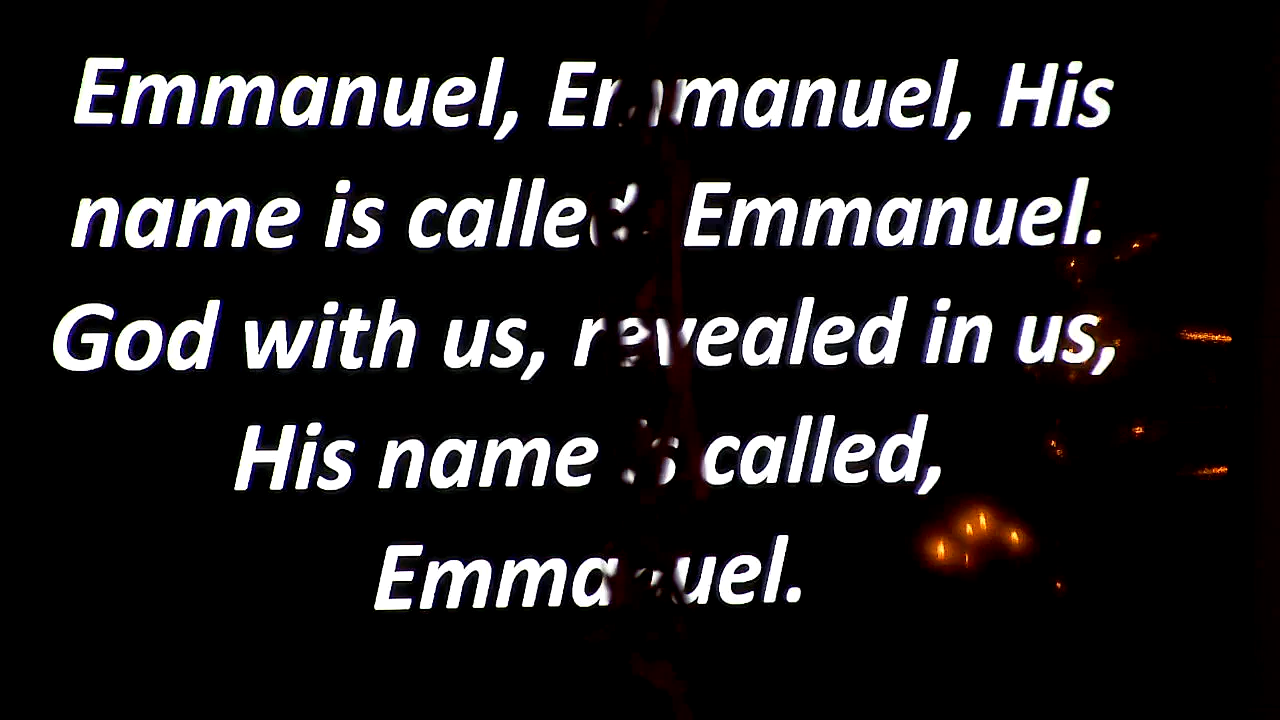 Emmanuel, Emmanuel, His
name is called Emmanuel.
God with us, revealed in us,
His name is called,
Emmanuel.